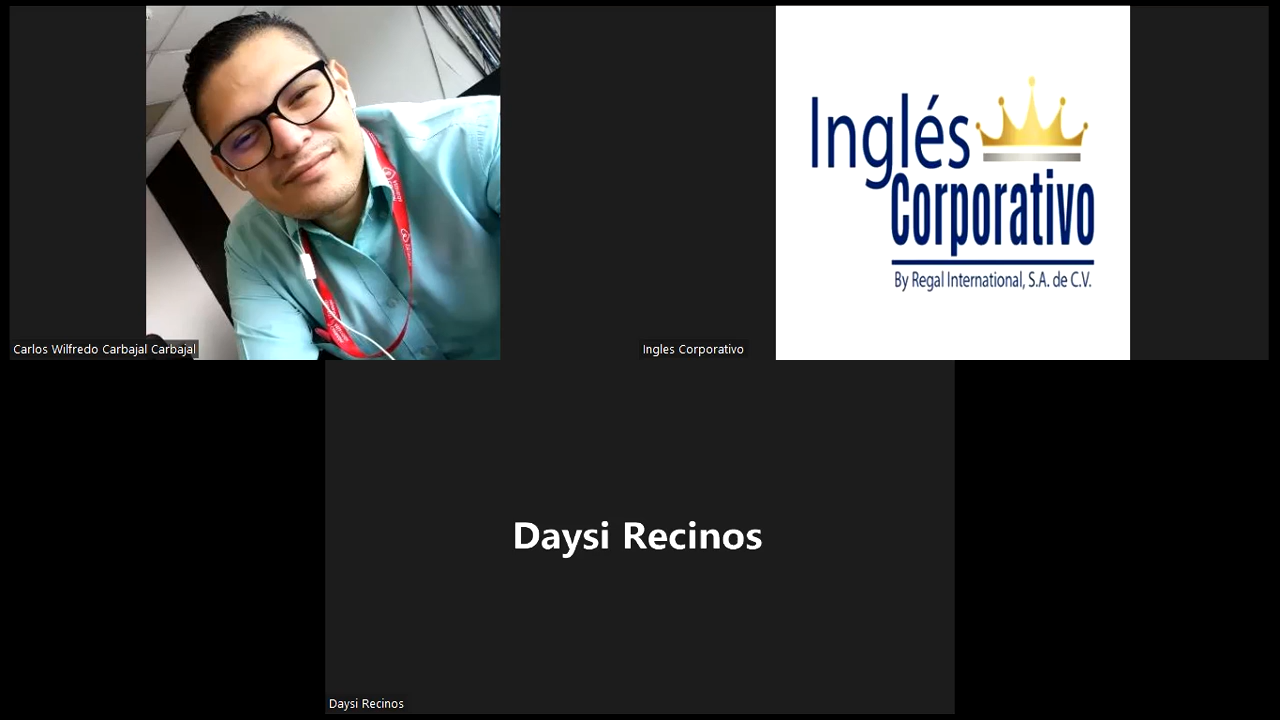 Inglés
Corporativo
By Regal International, S.A. de C.V.
Carlos Wilfredo Carbajal Carbajal
Ingles Corporativo
Daysi Recinos
Daysi Recinos